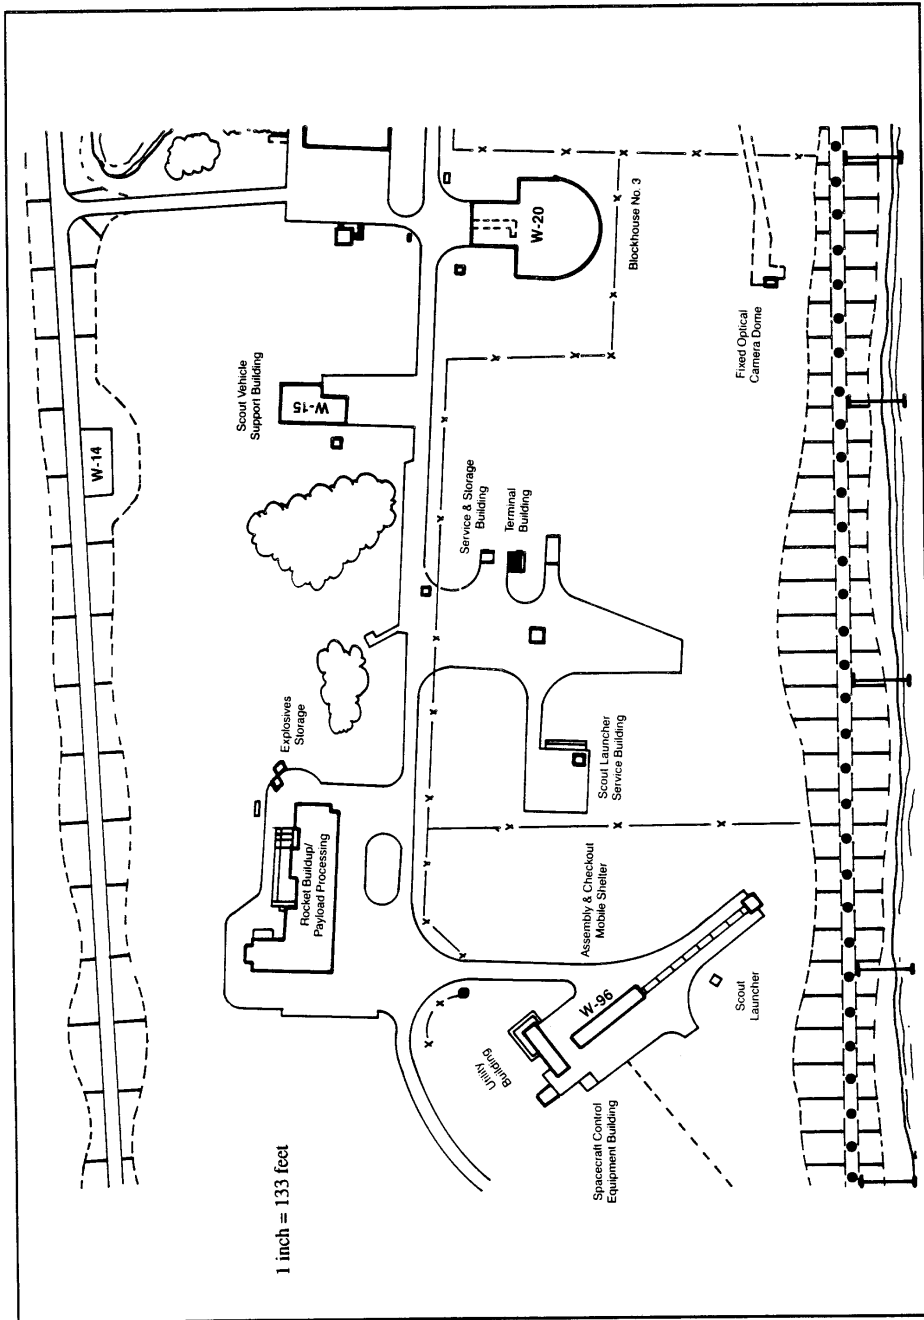 W-14
Scout Vehicle
Support Building
W-15
W-20
Blockhouse No. 3
Fixed Optical
Camera Dome
Service & Storage
Building
Terminal
Building
Explosives
Storage
Rocket Buildup/
Payload Processing
Scout Launcher
Service Building
Assembly & Checkout
Mobile Shelter
W-96
Scout
Launcher
Utility
Building
Spacecraft Control
Equipment Building
1 inch = 133 feet